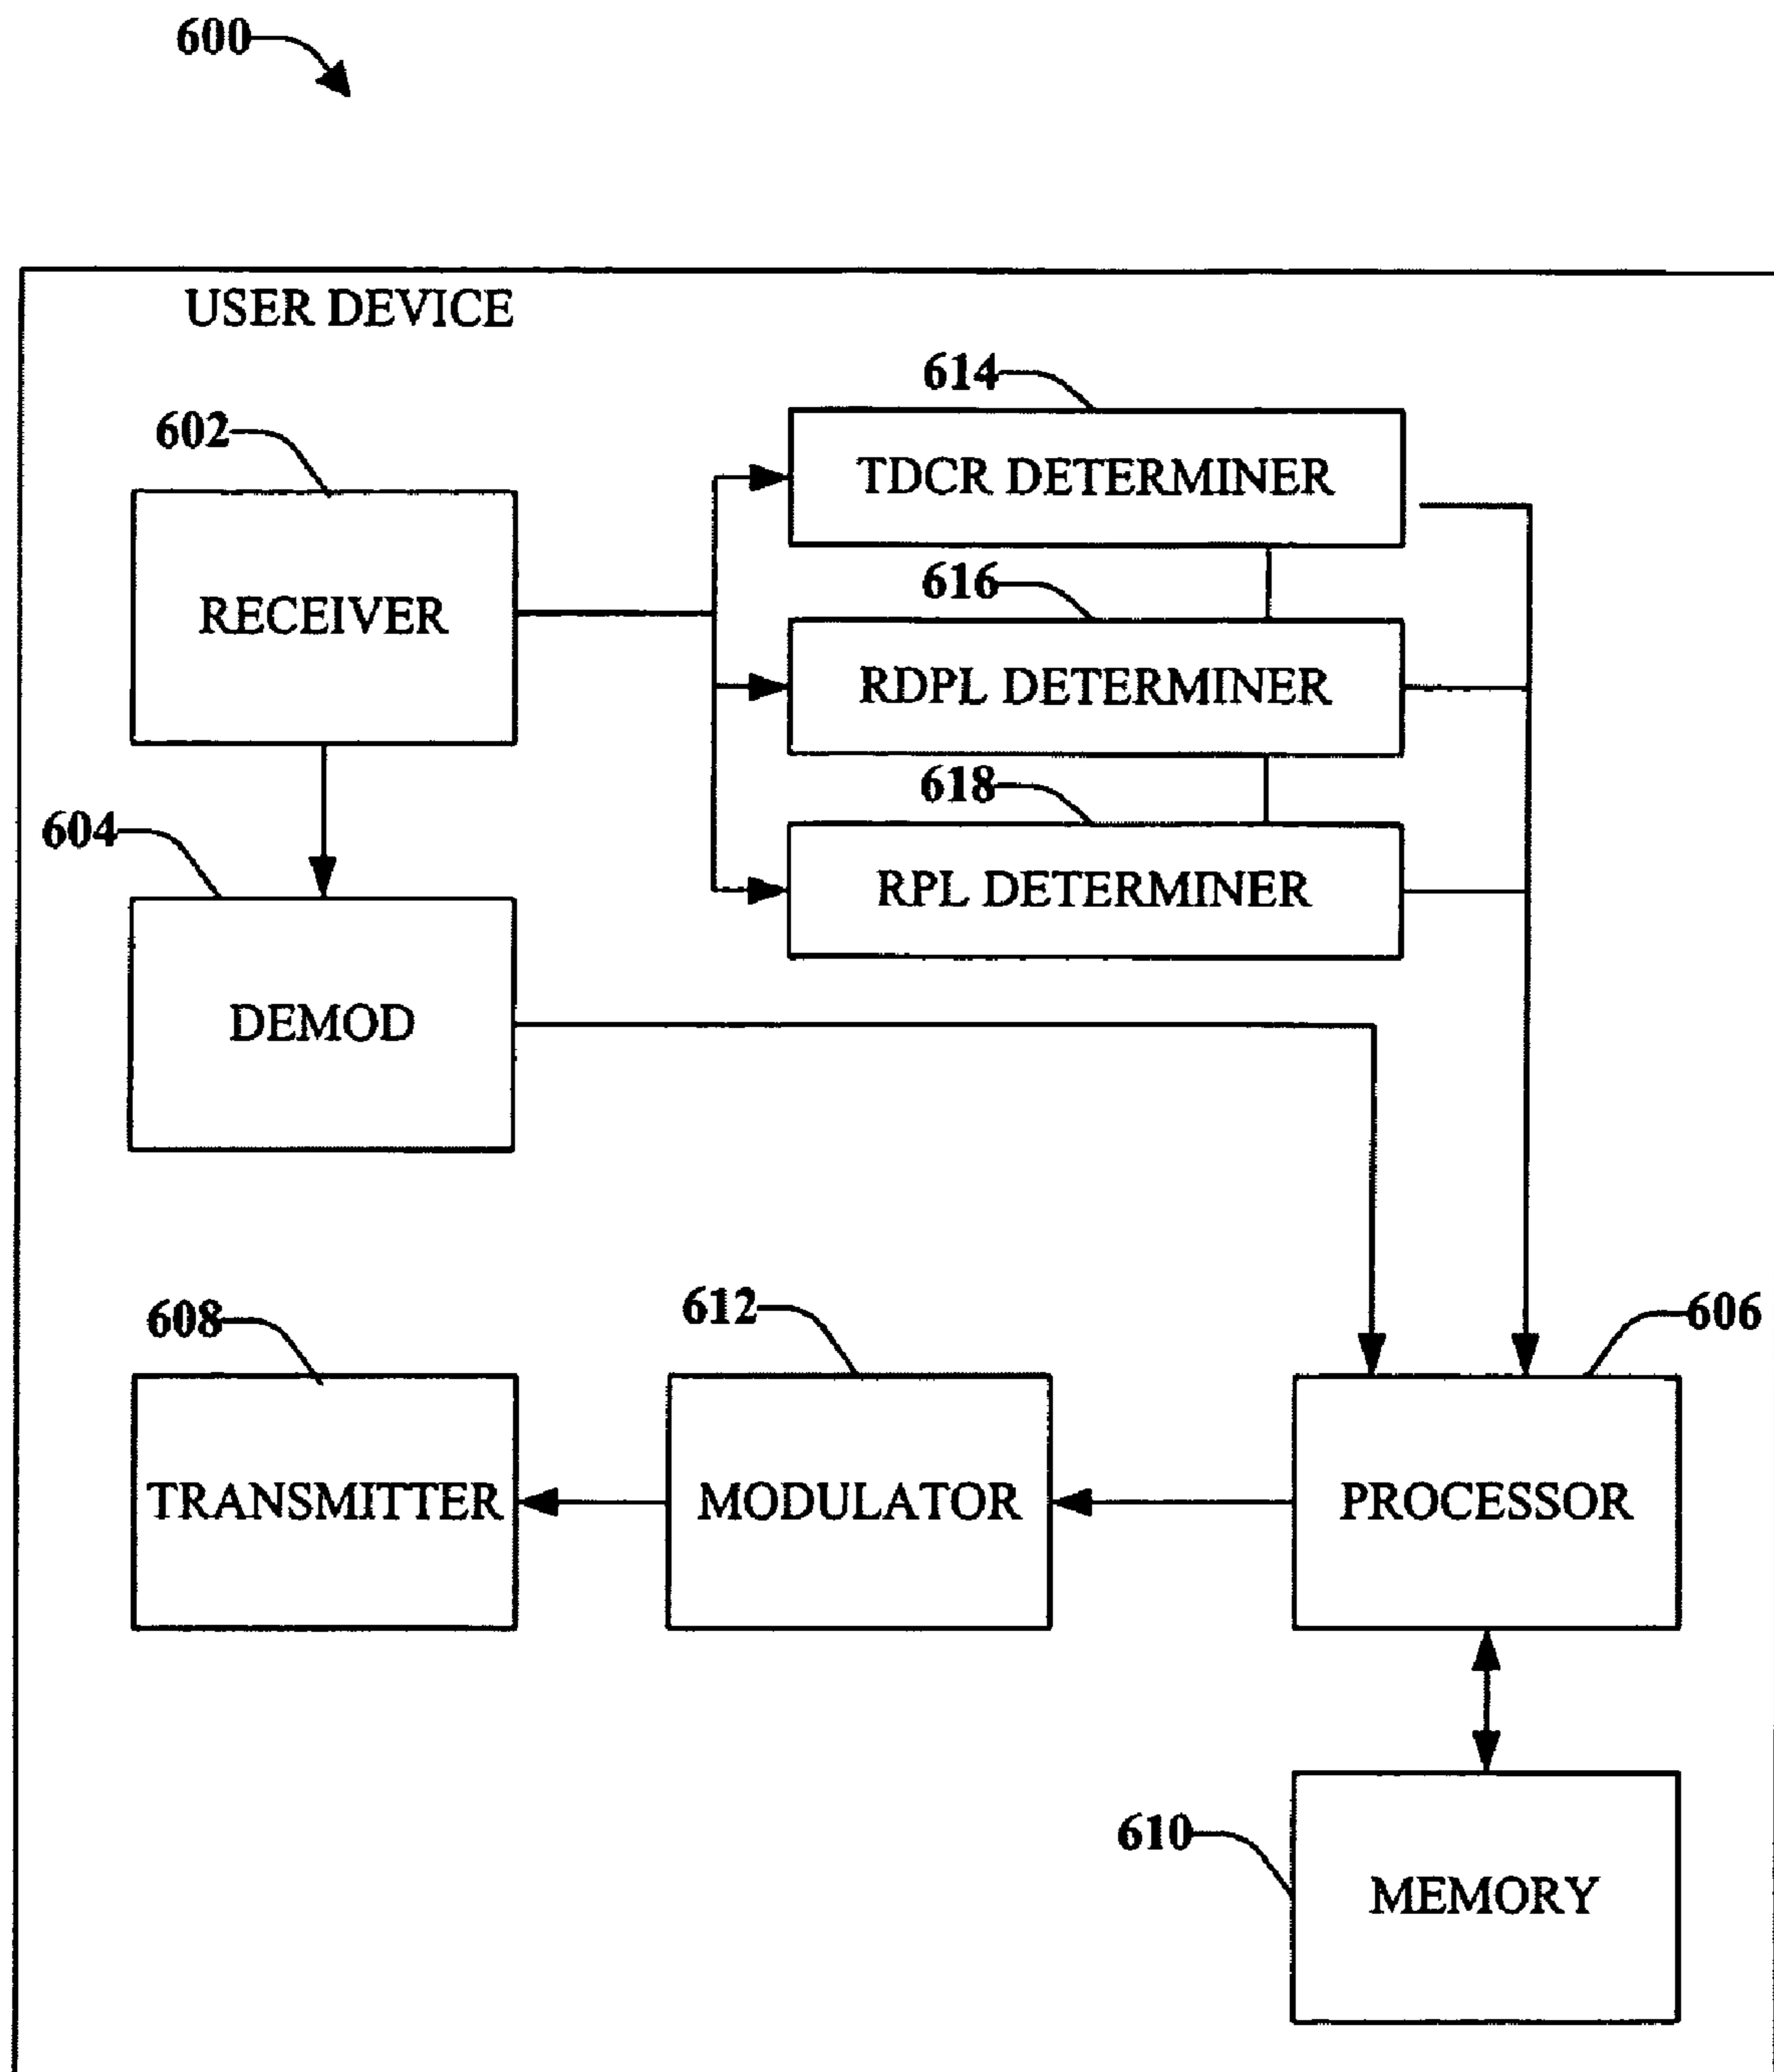 600
USER DEVICE
614
602
TDCR DETERMINER
616
RECEIVER
RDPL DETERMINER
618
604
RPL DETERMINER
DEMOD
612
606
608
TRANSMITTER
MODULATOR
PROCESSOR
610
MEMORY